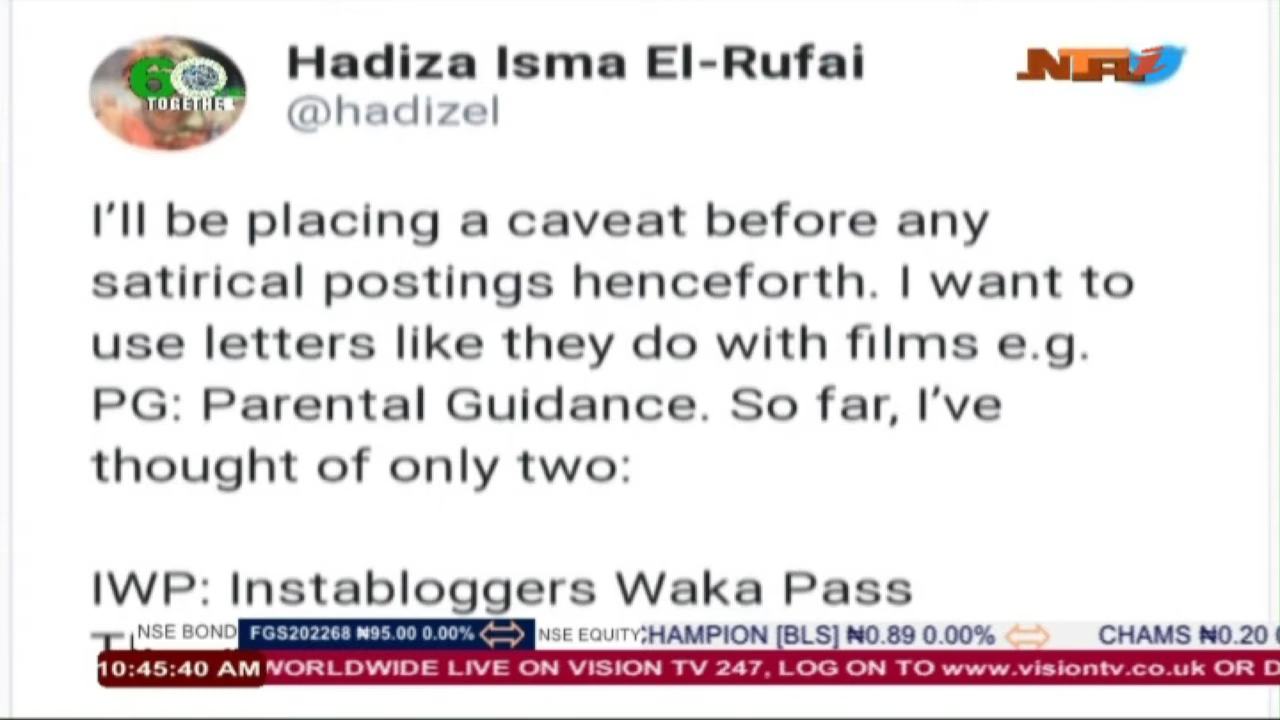 60
TOGETHER
Hadiza Isma El-Rufai
@hadizel
NTAi
I'll be placing a caveat before any
satirical postings henceforth. I want to
use letters like they do with films e.g.
PG: Parental Guidance. So far, I've
thought of only two:
IWP: Instabloggers Waka Pass
NSE BOND FGS202268 ₦95.00 0.00% NSE EQUITY: CHAMPION [BLS] ₦0.89 0.00% CHAMS ₦0.20
10:45:40 AM WORLDWIDE LIVE ON VISION TV 247, LOG ON TO www.visiontv.co.uk OR